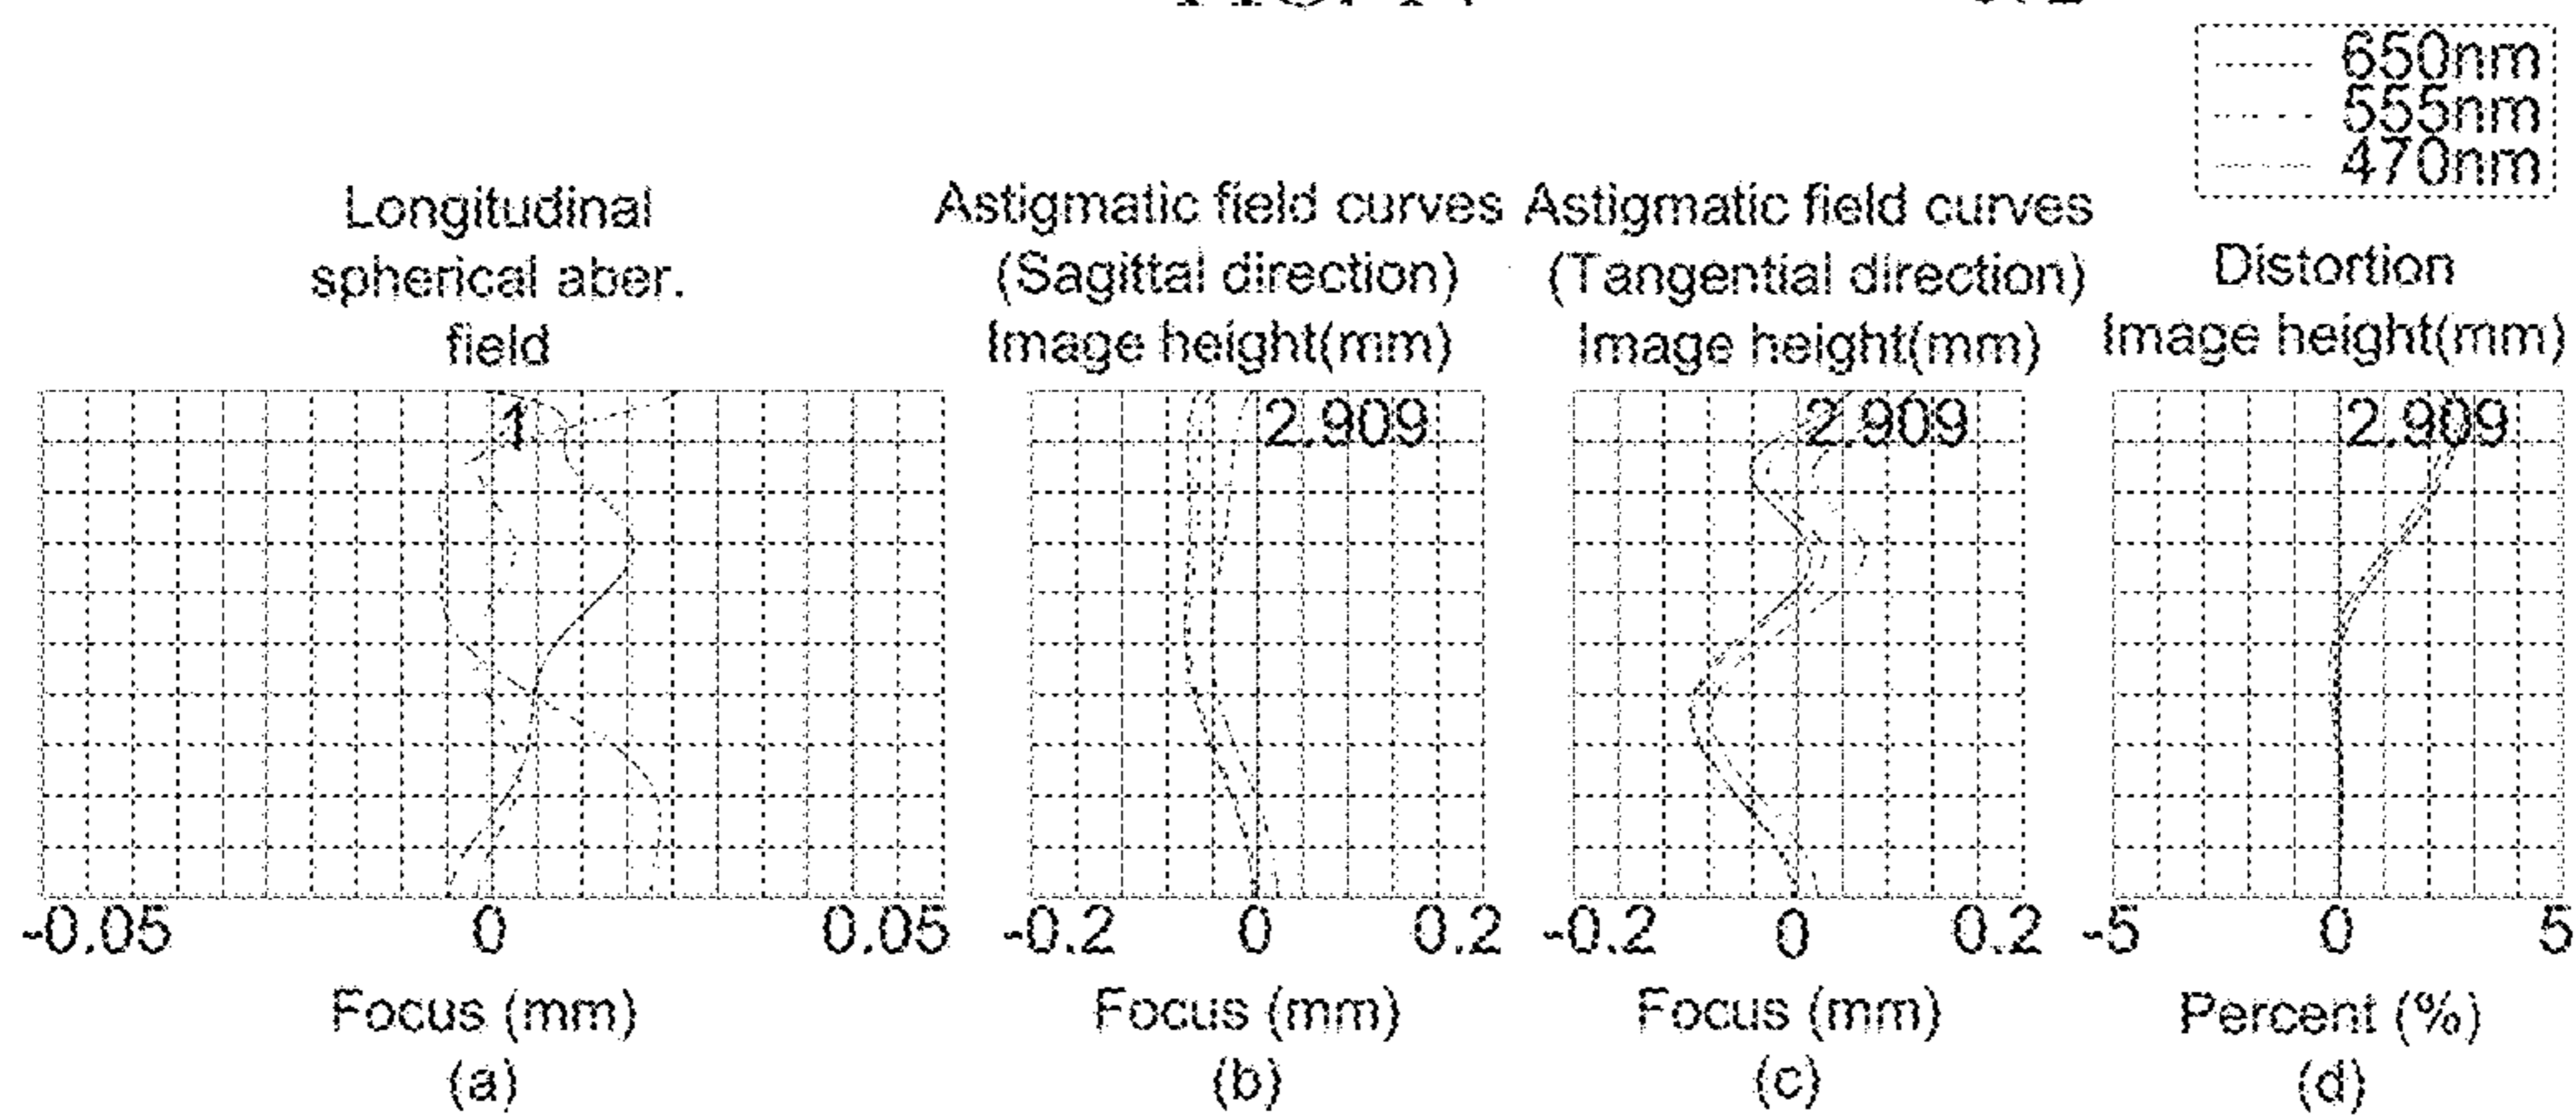 650nm
555nm
470nm
Longitudinal
spherical aber.
field
Astigmatic field curves
(Sagittal direction)
Image height(mm)
Astigmatic field curves
(Tangential direction)
Image height(mm)
Distortion
Image height(mm)
1
2.909
2.909
2.909
-0.05 0 0.05
-0.2 0 0.2
-0.2 0 0.2
-5 0 5
Focus (mm)
Focus (mm)
Focus (mm)
Percent (%)
(a)
(b)
(c)
(d)